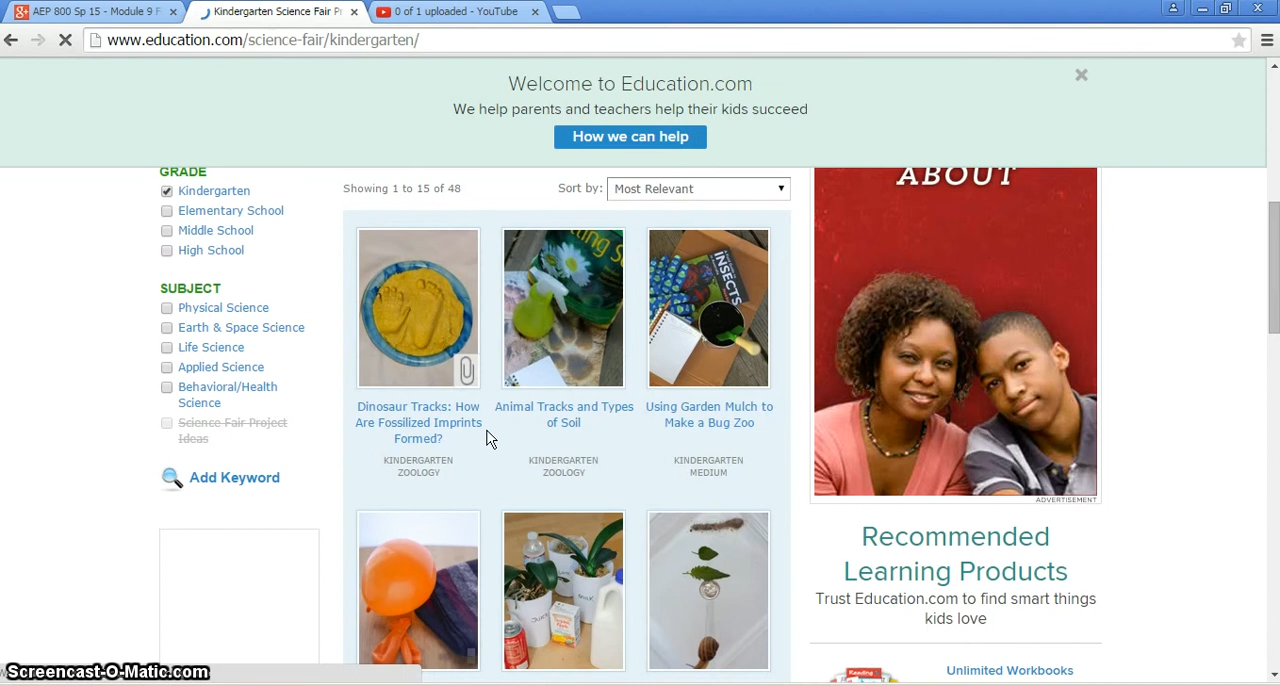 AEP 800 Sp 15 - Module 9 F
Kindergarten Science Fair Pr
0 of 1 uploaded - YouTube
www.education.com/science-fair/kindergarten/
Welcome to Education.com
We help parents and teachers help their kids succeed
How we can help
GRADE
Kindergarten
Elementary School
Middle School
High School
SUBJECT
Physical Science
Earth & Space Science
Life Science
Applied Science
Behavioral/Health
Science
Science Fair Project
Ideas
Add Keyword
Showing 1 to 15 of 48
Sort by:
Most Relevant
INSECTS
Dinosaur Tracks: How
Are Fossilized Imprints
Formed?
KINDERGARTEN
ZOOLOGY
Animal Tracks and Types
of Soil
KINDERGARTEN
ZOOLOGY
Using Garden Mulch to
Make a Bug Zoo
KINDERGARTEN
MEDIUM
ABOUT
ADVERTISEMENT
Recommended
Learning Products
Trust Education.com to find smart things
kids love
Unlimited Workbooks
Reading
Screencast-O-Matic.com